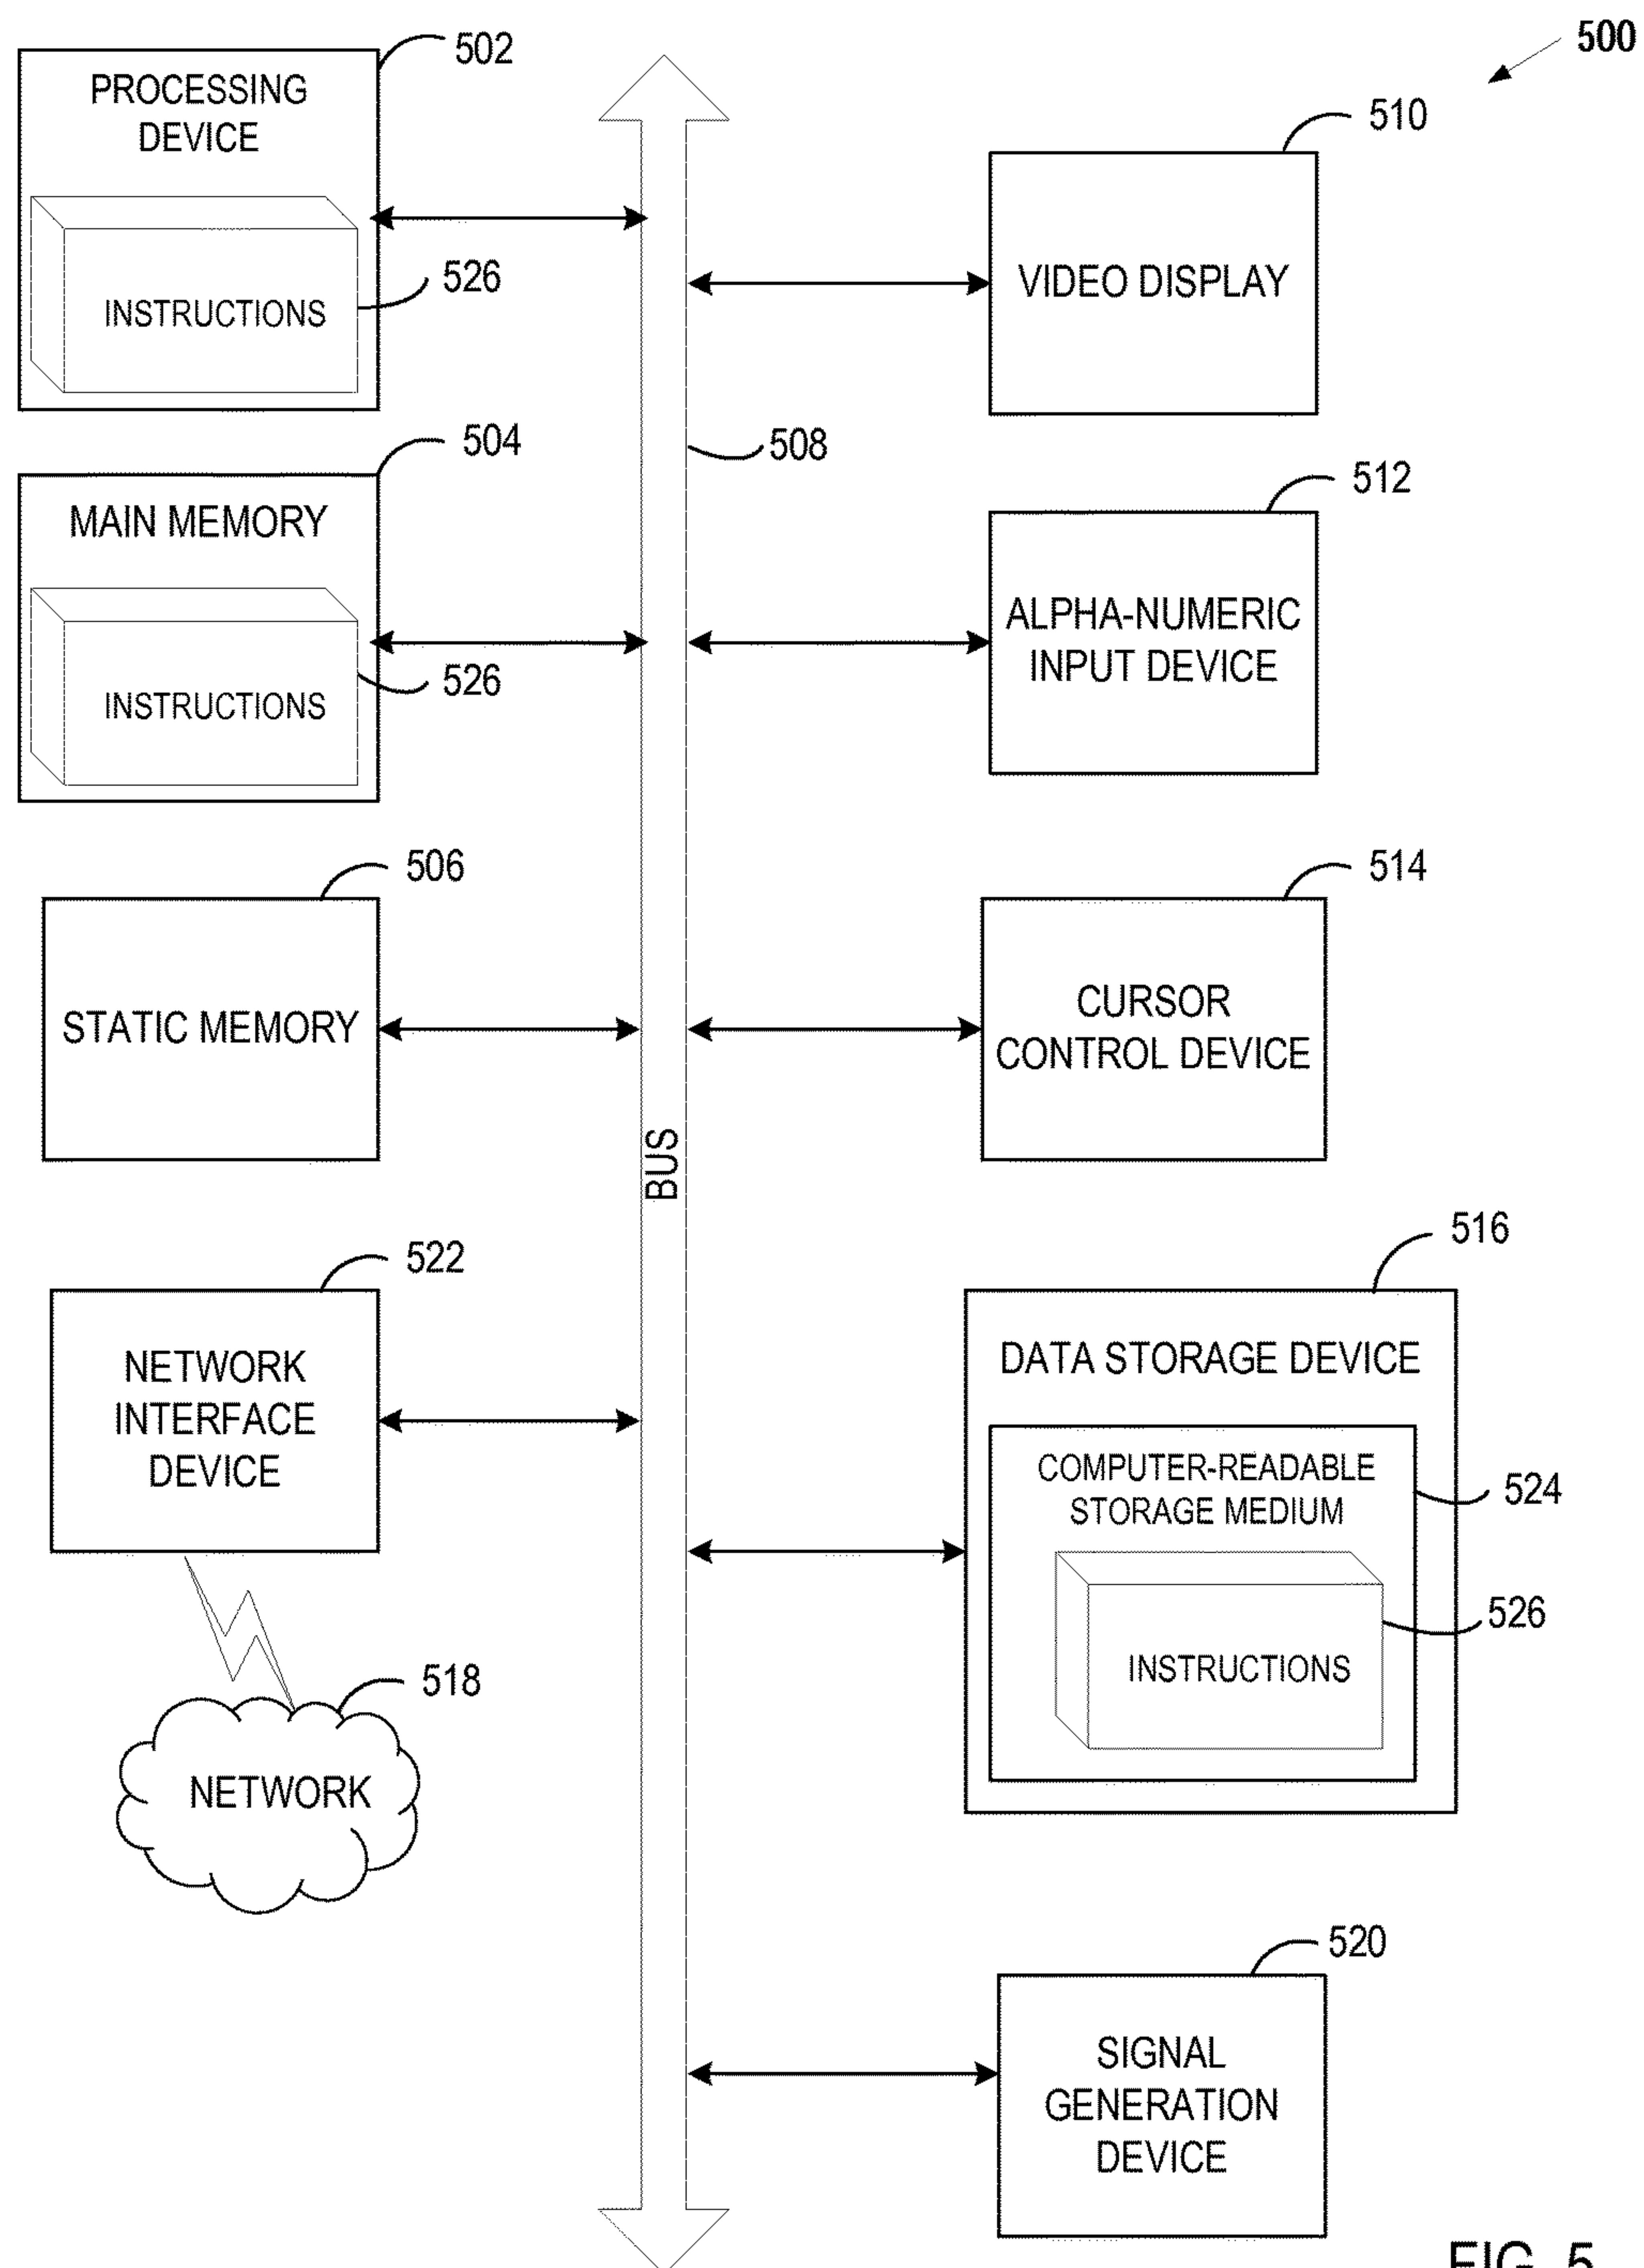 500
502
PROCESSING
DEVICE
526
INSTRUCTIONS
504
MAIN MEMORY
526
INSTRUCTIONS
506
STATIC MEMORY
522
NETWORK
INTERFACE
DEVICE
518
NETWORK
508
BUS
510
VIDEO DISPLAY
512
ALPHA-NUMERIC
INPUT DEVICE
514
CURSOR
CONTROL DEVICE
516
DATA STORAGE DEVICE
COMPUTER-READABLE
STORAGE MEDIUM
524
526
INSTRUCTIONS
520
SIGNAL
GENERATION
DEVICE
FIG. 5